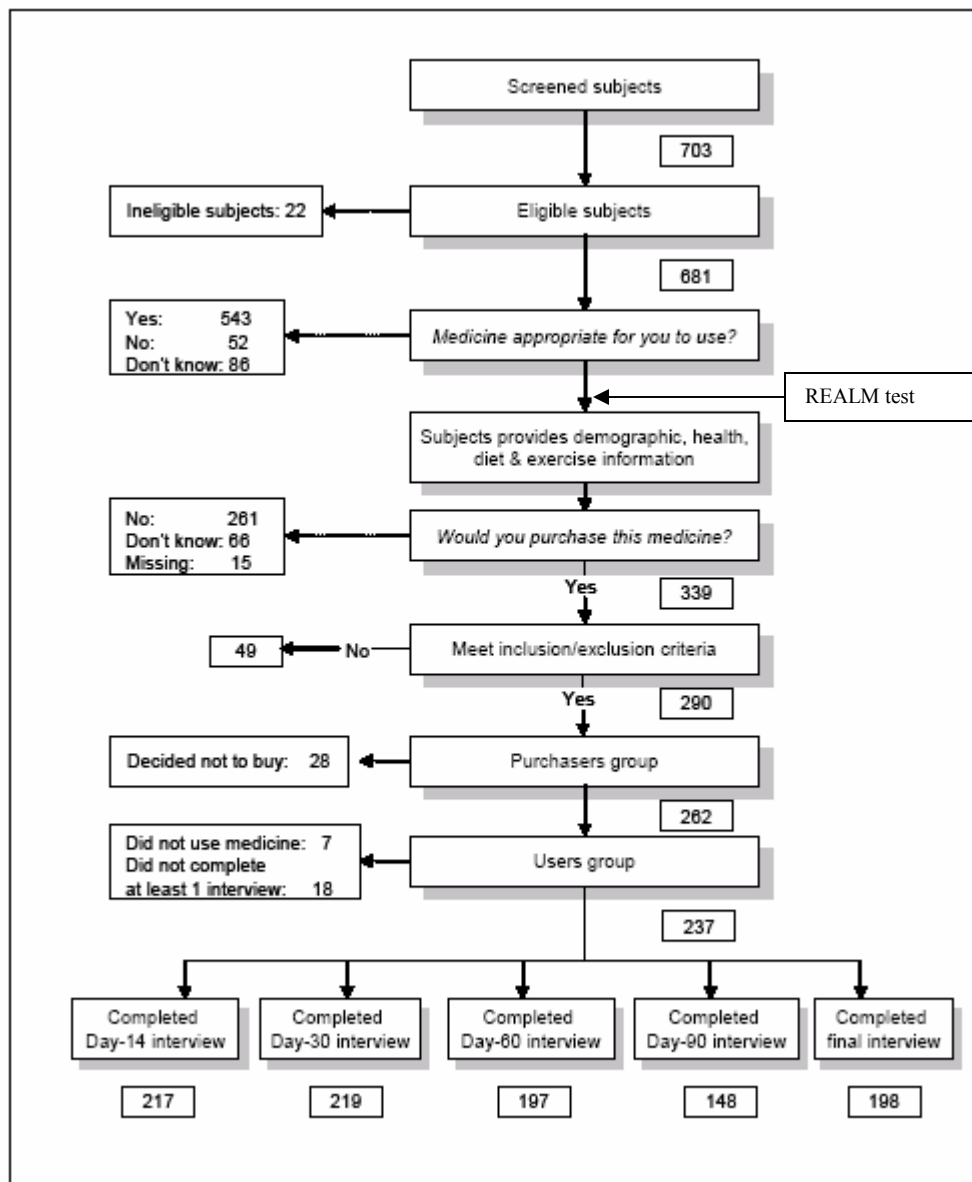 Screened subjects
703
Ineligible subjects: 22
Eligible subjects
681
Yes: 543
No: 52
Don't know: 86
Medicine appropriate for you to use?
REALM test
Subjects provides demographic, health,
diet & exercise information
No: 261
Don't know: 66
Missing: 15
Would you purchase this medicine?
Yes
339
49
No
Meet inclusion/exclusion criteria
Yes
290
Decided not to buy: 28
Purchasers group
262
Did not use medicine: 7
Did not complete
at least 1 interview: 18
Users group
237
Completed
Day-14 interview
Completed
Day-30 interview
Completed
Day-60 interview
Completed
Day-90 interview
Completed
final interview
217
219
197
148
198